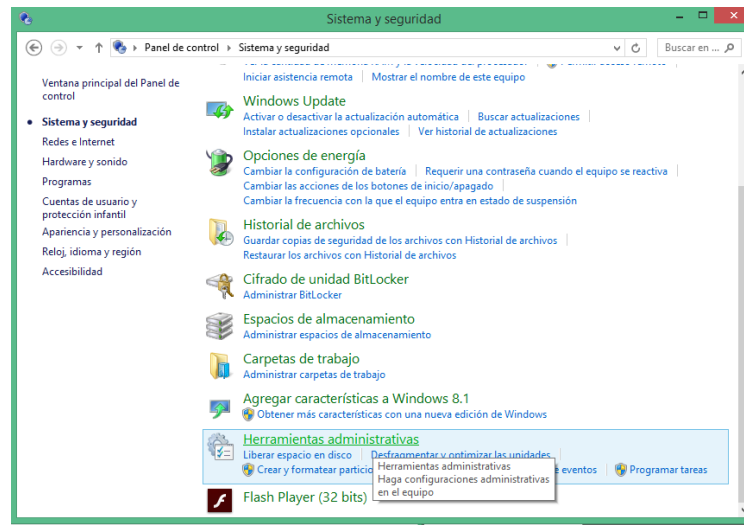 Sistema y seguridad
Panel de control Sistema y seguridad
Buscar en ...
Ventana principal del Panel de
control
Sistema y seguridad
Redes e Internet
Hardware y sonido
Programas
Cuentas de usuario y
protección infantil
Apariencia y personalización
Reloj, idioma y región
Accesibilidad
Iniciar asistencia remota Mostrar el nombre de este equipo
Windows Update
Activar o desactivar la actualización automática Buscar actualizaciones
Instalar actualizaciones opcionales Ver historial de actualizaciones
Opciones de energía
Cambiar la configuración de batería Requerir una contraseña cuando el equipo se reactiva
Cambiar las acciones de los botones de inicio/apagado
Cambiar la frecuencia con la que el equipo entra en estado de suspensión
Historial de archivos
Guardar copias de seguridad de los archivos con Historial de archivos
Restaurar los archivos con Historial de archivos
Cifrado de unidad BitLocker
Administrar BitLocker
Espacios de almacenamiento
Administrar espacios de almacenamiento
Carpetas de trabajo
Administrar carpetas de trabajo
Agregar características a Windows 8.1
Obtener más características con una nueva edición de Windows
Herramientas administrativas
Liberar espacio en disco Desfragmentar y optimizar las unidades
Crear y formatear particio eventos Programar tareas
Herramientas administrativas
Haga configuraciones administrativas
en el equipo
Flash Player (32 bits)